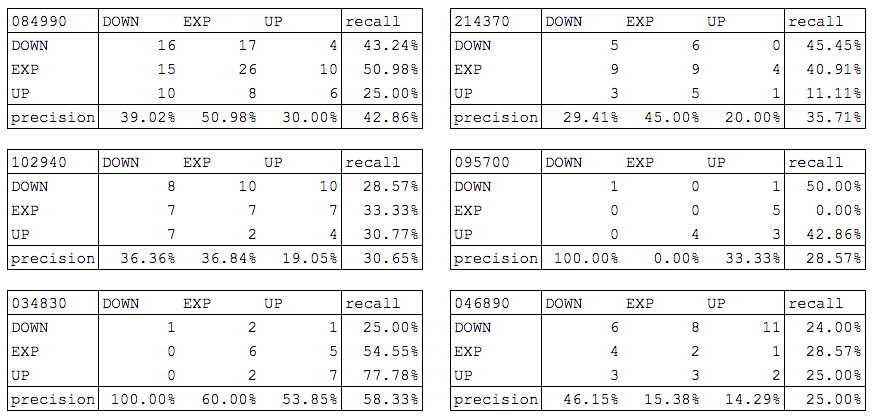 084990 DOWN EXP UP recall
DOWN 16 17 4 43.24%
EXP 15 26 10 50.98%
UP 10 8 6 25.00%
precision 39.02% 50.98% 30.00% 42.86%
214370 DOWN EXP UP recall
DOWN 5 6 0 45.45%
EXP 9 9 4 40.91%
UP 3 5 1 11.11%
precision 29.41% 45.00% 20.00% 35.71%
102940 DOWN EXP UP recall
DOWN 8 10 10 28.57%
EXP 7 7 7 33.33%
UP 7 2 4 30.77%
precision 36.36% 36.84% 19.05% 30.65%
095700 DOWN EXP UP recall
DOWN 1 0 1 50.00%
EXP 0 0 5 0.00%
UP 0 4 3 42.86%
precision 100.00% 0.00% 33.33% 28.57%
034830 DOWN EXP UP recall
DOWN 1 2 1 25.00%
EXP 0 6 5 54.55%
UP 0 2 7 77.78%
precision 100.00% 60.00% 53.85% 58.33%
046890 DOWN EXP UP recall
DOWN 6 8 11 24.00%
EXP 4 2 1 28.57%
UP 3 3 2 25.00%
precision 46.15% 15.38% 14.29% 25.00%